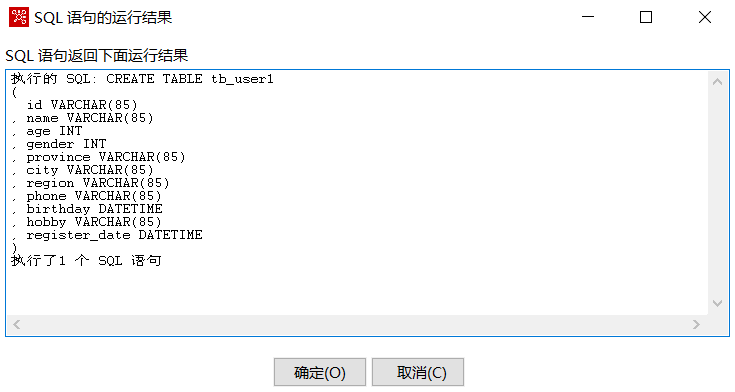 SQL 语句的运行结果
SQL 语句返回下面运行结果
执行的 SQL: CREATE TABLE tb_user1
(
  id VARCHAR(85)
, name VARCHAR(85)
, age INT
, gender INT
, province VARCHAR(85)
, city VARCHAR(85)
, region VARCHAR(85)
, phone VARCHAR(85)
, birthday DATETIME
, hobby VARCHAR(85)
, register_date DATETIME
)
执行了1 个 SQL 语句
确定(O) 取消(C)